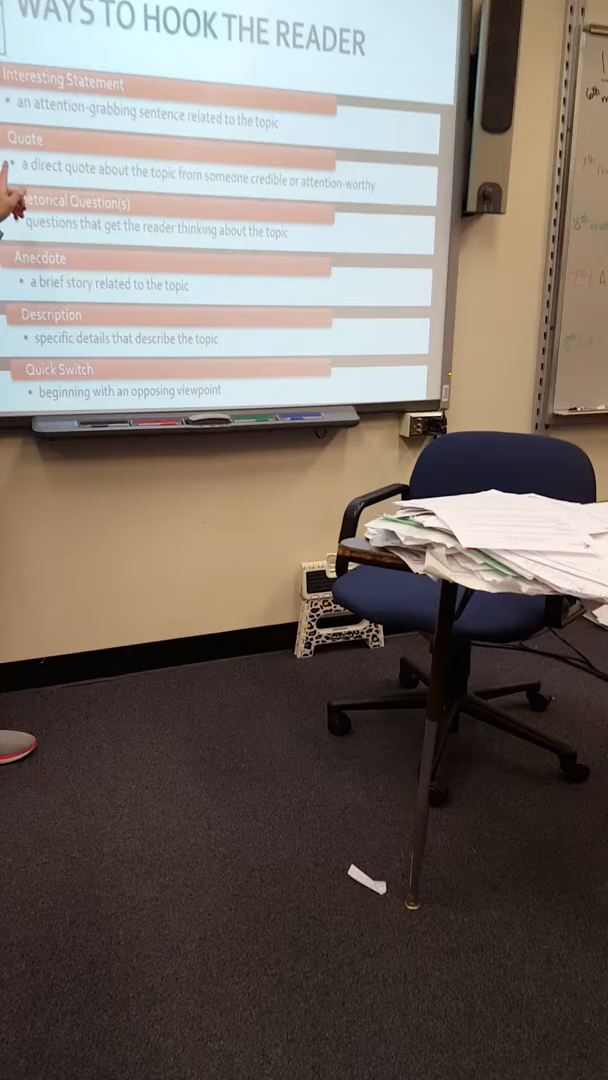 WAYS TO HOOK THE READER
Interesting Statement
• an attention-grabbing sentence related to the topic
Quote
• a direct quote about the topic from someone credible or attention-worthy
etorical Question(s)
questions that get the reader thinking about the topic
Anecdote
• a brief story related to the topic
Description
• specific details that describe the topic
Quick Switch
• beginning with an opposing viewpoint